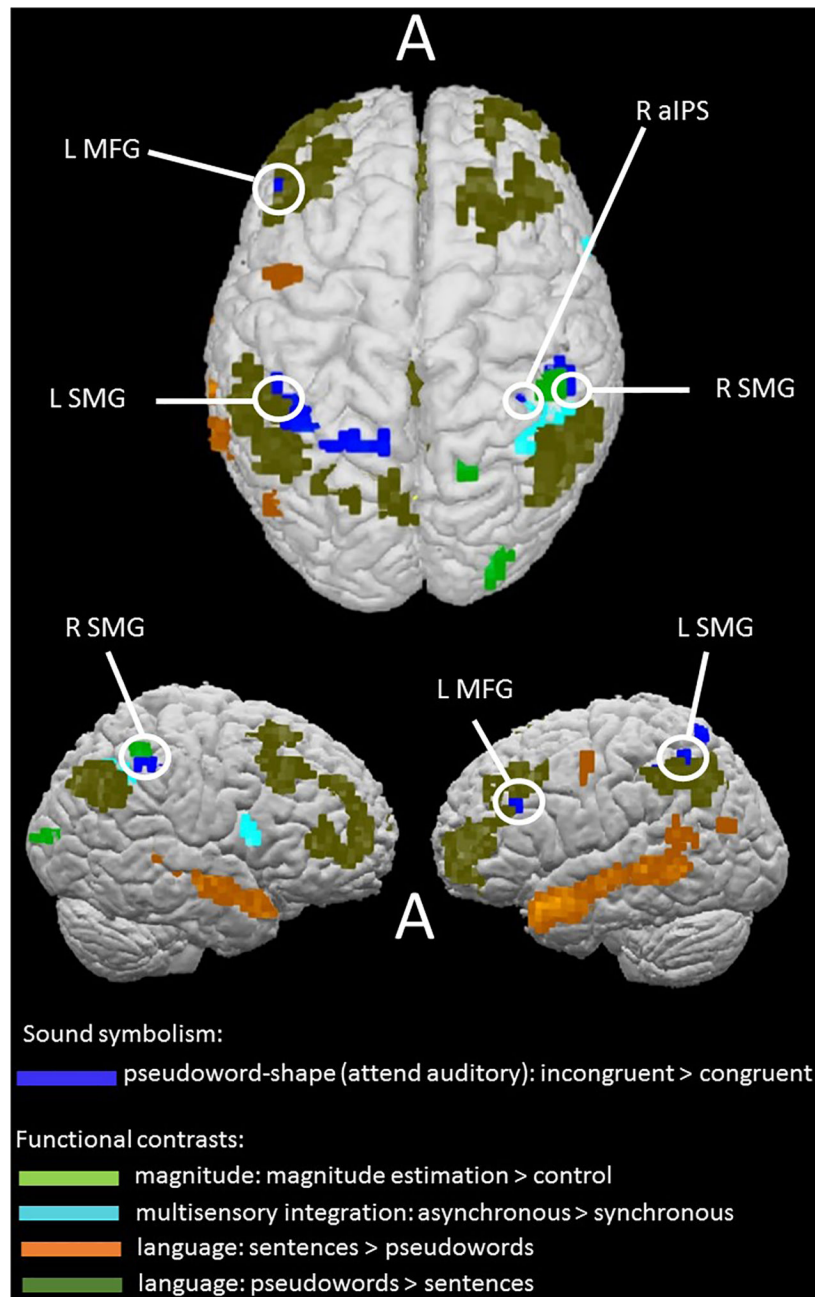 A
R aIPS
L MFG
L SMG
R SMG
R SMG
L SMG
L MFG
A
Sound symbolism:
pseudoword-shape (attend auditory): incongruent > congruent
Functional contrasts:
magnitude: magnitude estimation > control
multisensory integration: asynchronous > synchronous
language: sentences > pseudowords
language: pseudowords > sentences